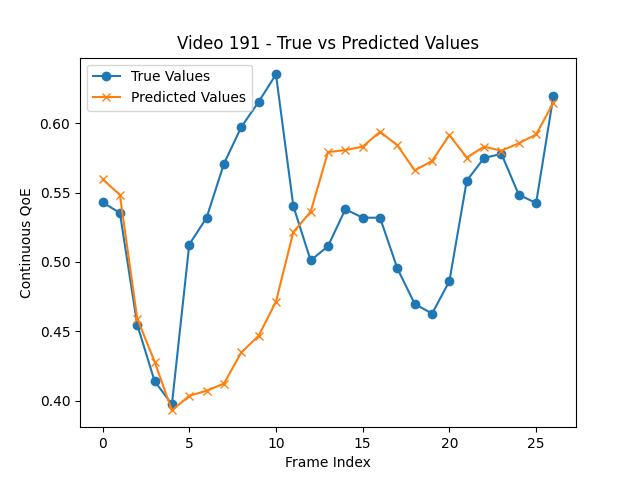 Video 191 - True vs Predicted Values
True Values
Predicted Values
Continuous QoE
0.60
0.55
0.50
0.45
0.40
0 5 10 15 20 25
Frame Index